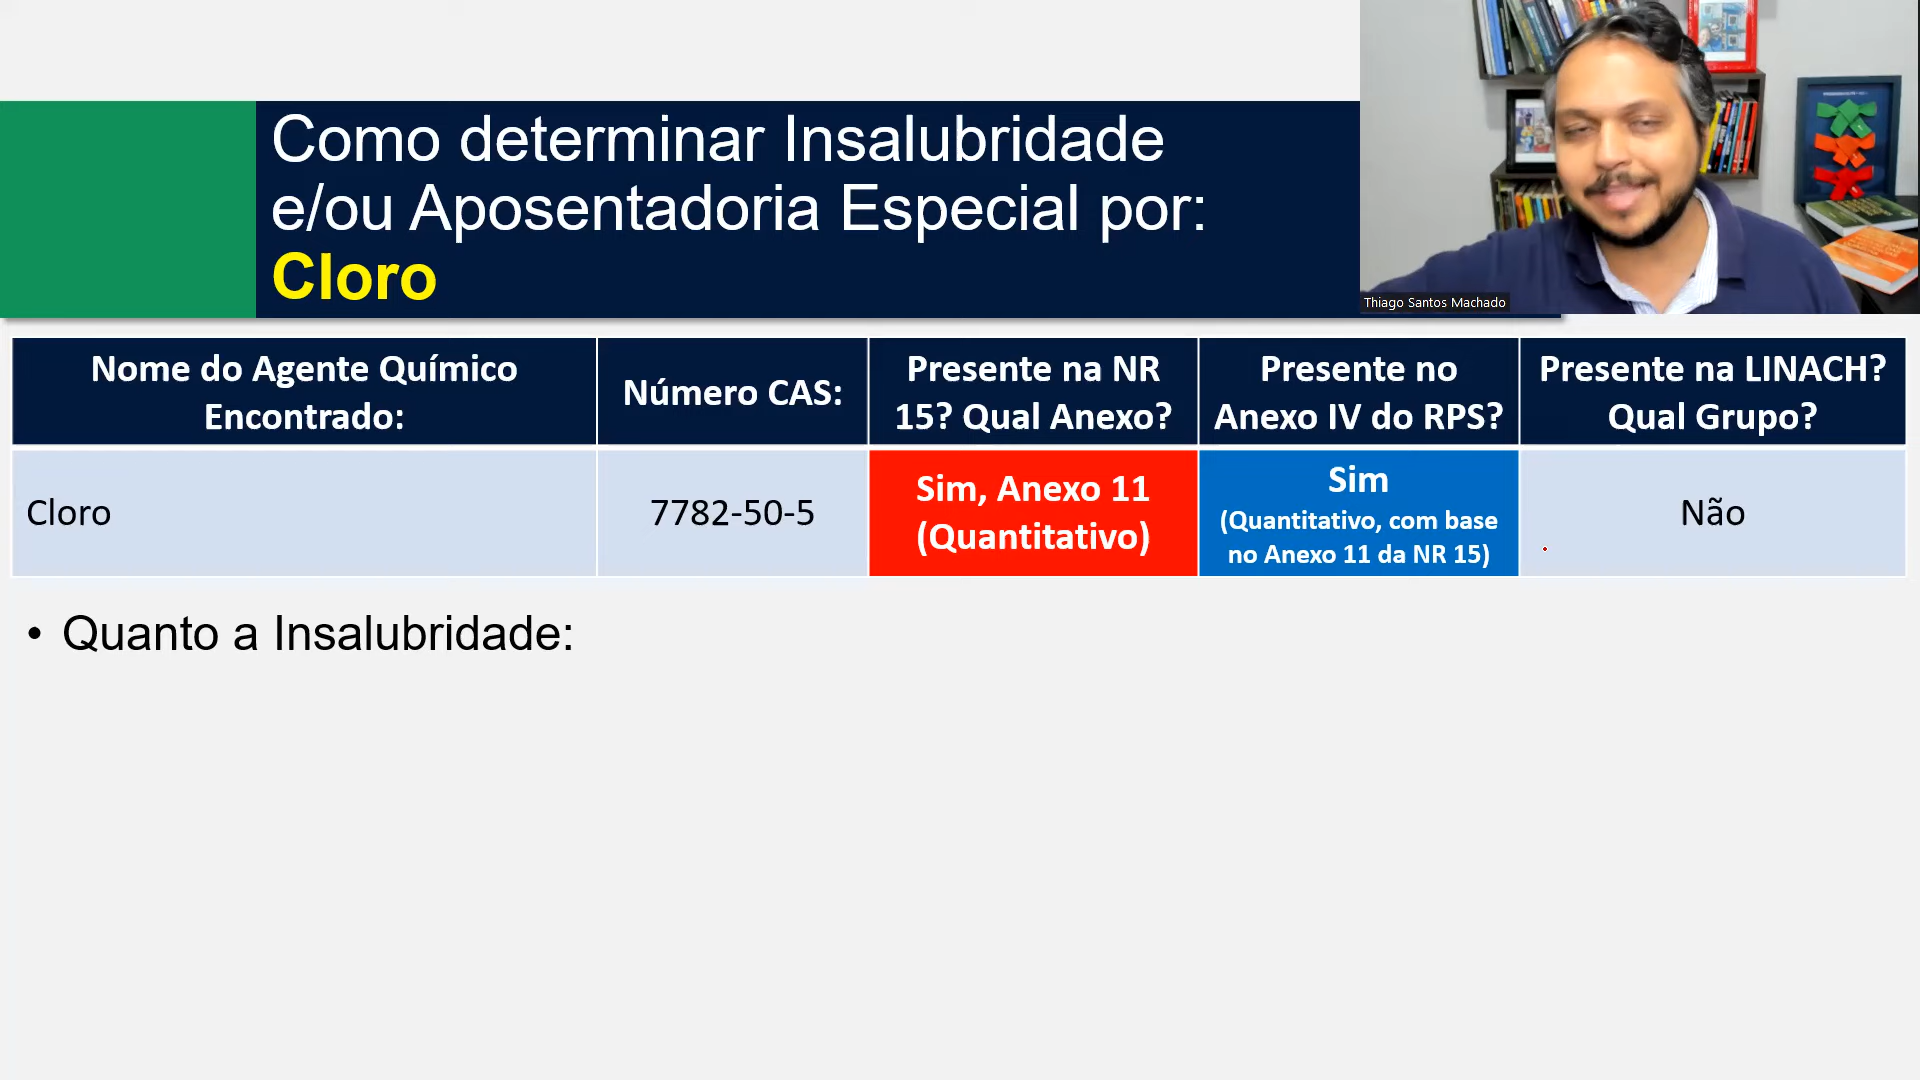 Como determinar Insalubridade
e/ou Aposentadoria Especial por:
Cloro
Thiago Santos Machado
Nome do Agente Químico
Encontrado:
Número CAS:
Presente na NR
15? Qual Anexo?
Presente no
Anexo IV do RPS?
Presente na LINACH?
Qual Grupo?
Cloro
7782-50-5
Sim, Anexo 11
(Quantitativo)
Sim
(Quantitativo, com base
no Anexo 11 da NR 15)
Não
• Quanto a Insalubridade: